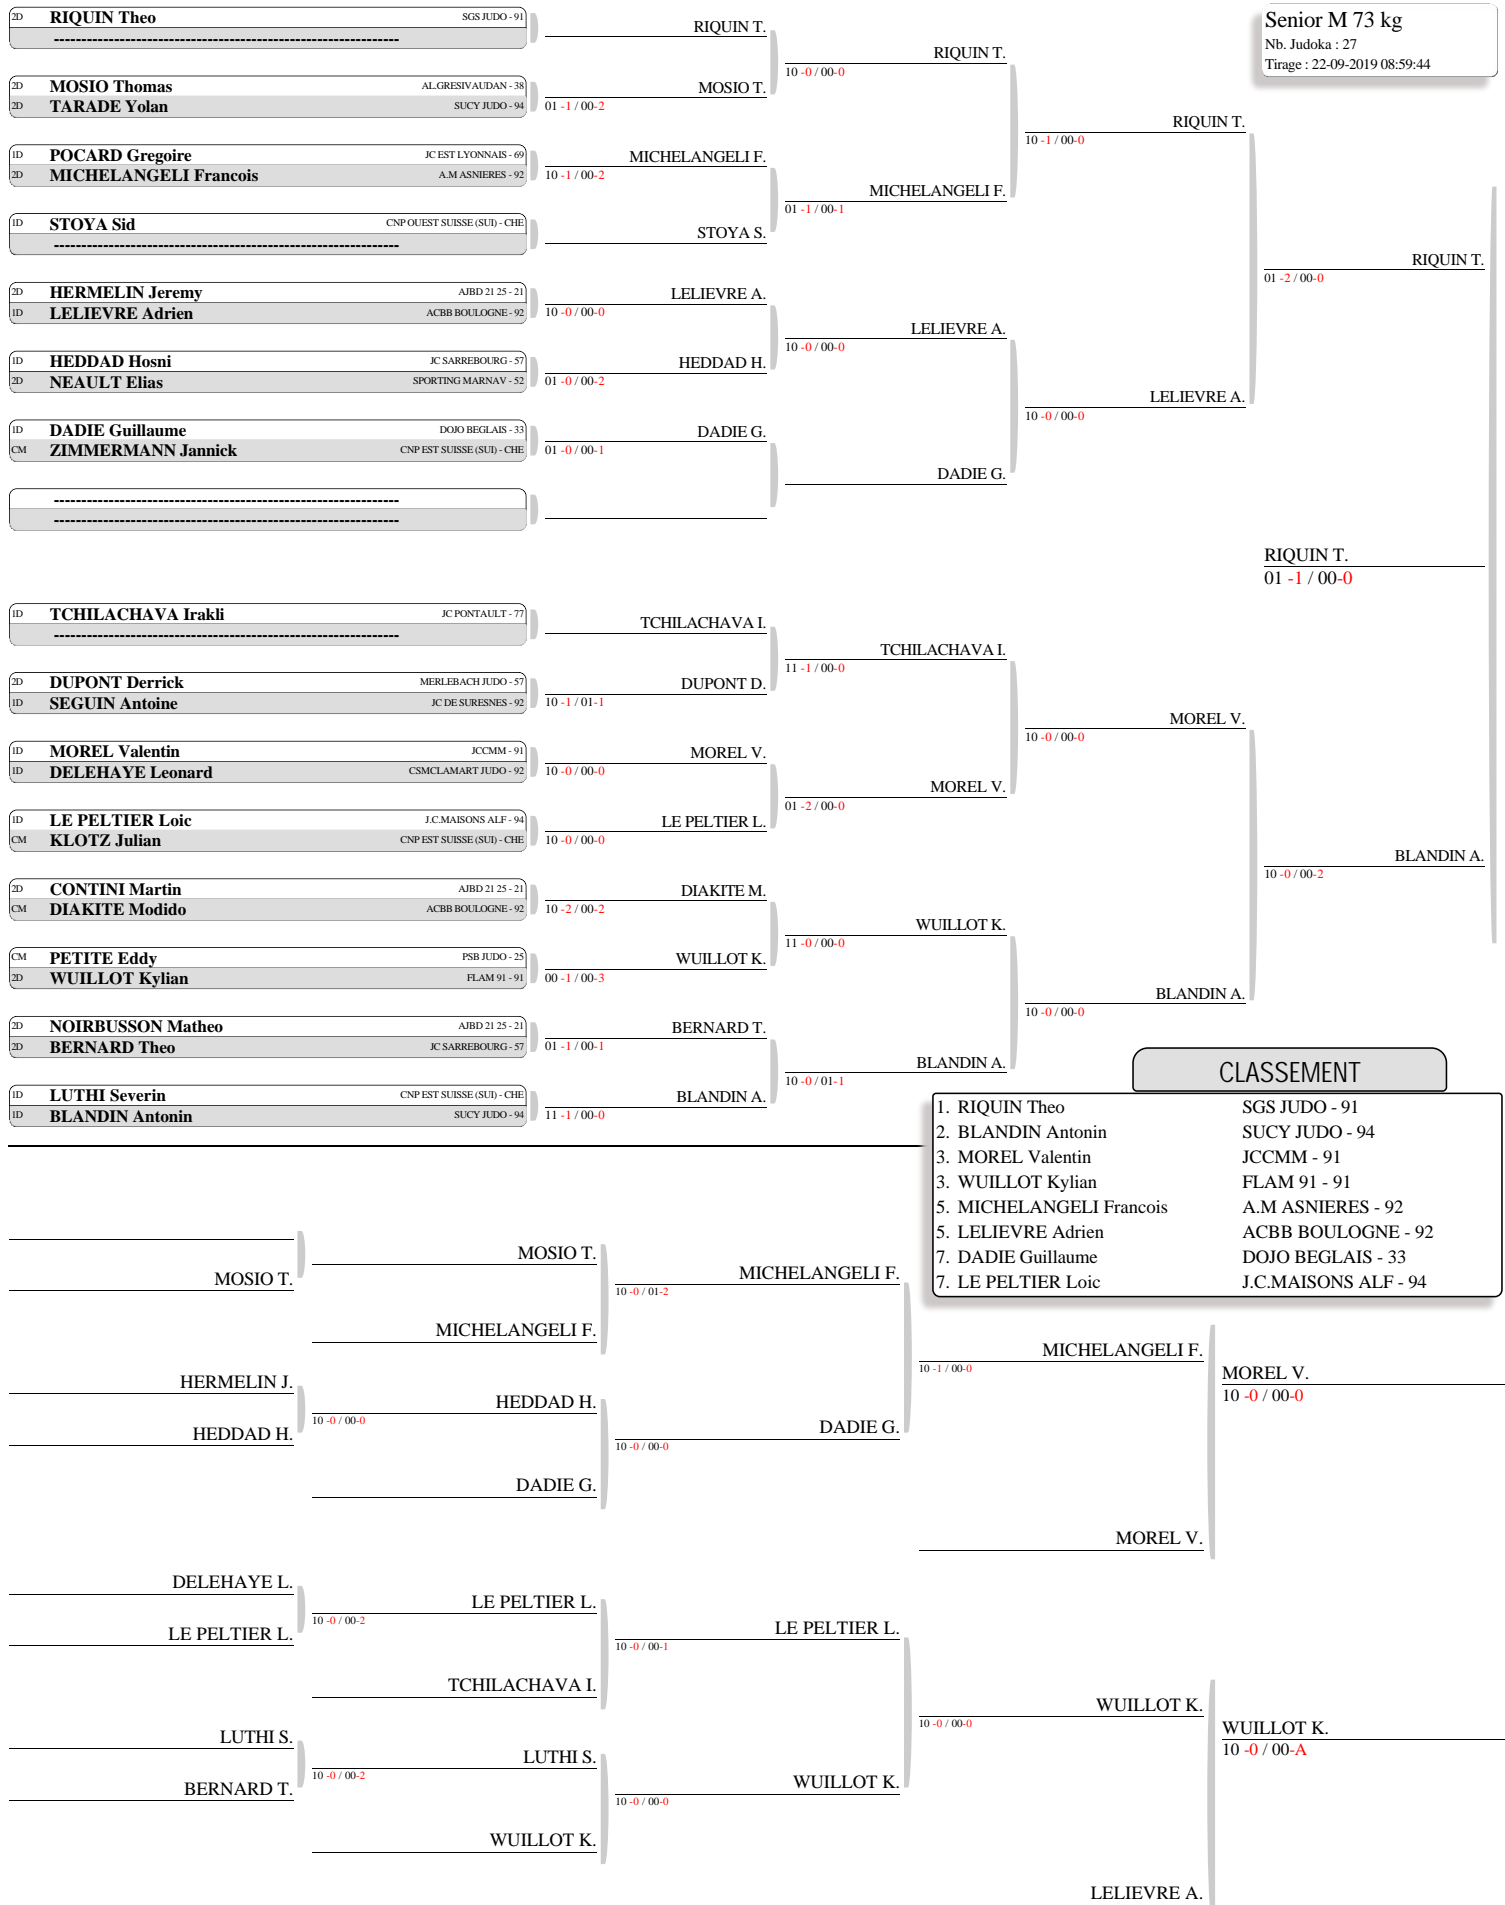 Senior M 73 kg
Nb. Judoka : 27
Tirage : 22-09-2019 08:59:44
2D RIQUIN Theo SGS JUDO - 91
----------------------------------------------------------------
2D MOSIO Thomas AL.GRESIVAUDAN - 38
2D TARADE Yolan SUCY JUDO - 94
1D POCARD Gregoire JC EST LYONNAIS - 69
2D MICHELANGELI Francois A.M ASNIERES - 92
1D STOYA Sid CNP OUEST SUISSE (SUI) - CHE
----------------------------------------------------------------
2D HERMELIN Jeremy AJBD 21 25 - 21
1D LELIEVRE Adrien ACBB BOULOGNE - 92
1D HEDDAD Hosni JC SARREBOURG - 57
2D NEAULT Elias SPORTING MARNAV - 52
1D DADIE Guillaume DOJO BEGLAIS - 33
CM ZIMMERMANN Jannick CNP EST SUISSE (SUI) - CHE
----------------------------------------------------------------
----------------------------------------------------------------
1D TCHILACHAVA Irakli JC PONTAULT - 77
----------------------------------------------------------------
2D DUPONT Derrick MERLEBACH JUDO - 57
1D SEGUIN Antoine JC DE SURESNES - 92
1D MOREL Valentin JCCMM - 91
1D DELEHAYE Leonard CSMCLAMART JUDO - 92
1D LE PELTIER Loic J.C.MAISONS ALF - 94
CM KLOTZ Julian CNP EST SUISSE (SUI) - CHE
2D CONTINI Martin AJBD 21 25 - 21
CM DIAKITE Modido ACBB BOULOGNE - 92
CM PETITE Eddy PSB JUDO - 25
2D WUILLOT Kylian FLAM 91 - 91
2D NOIRBUSSON Matheo AJBD 21 25 - 21
2D BERNARD Theo JC SARREBOURG - 57
1D LUTHI Severin CNP EST SUISSE (SUI) - CHE
1D BLANDIN Antonin SUCY JUDO - 94
RIQUIN T.
MOSIO T.
01 -1 / 00-2
MICHELANGELI F.
10 -1 / 00-2
STOYA S.
LELIEVRE A.
10 -0 / 00-0
HEDDAD H.
01 -0 / 00-2
DADIE G.
01 -0 / 00-1
TCHILACHAVA I.
DUPONT D.
10 -1 / 01-1
MOREL V.
10 -0 / 00-0
LE PELTIER L.
10 -0 / 00-0
DIAKITE M.
10 -2 / 00-2
WUILLOT K.
00 -1 / 00-3
BERNARD T.
01 -1 / 00-1
BLANDIN A.
11 -1 / 00-0
RIQUIN T.
10 -0 / 00-0
MICHELANGELI F.
01 -1 / 00-1
LELIEVRE A.
10 -0 / 00-0
DADIE G.
TCHILACHAVA I.
11 -1 / 00-0
MOREL V.
01 -2 / 00-0
WUILLOT K.
11 -0 / 00-0
BLANDIN A.
10 -0 / 01-1
RIQUIN T.
10 -1 / 00-0
LELIEVRE A.
10 -0 / 00-0
MOREL V.
10 -0 / 00-0
BLANDIN A.
10 -0 / 00-0
RIQUIN T.
01 -2 / 00-0
BLANDIN A.
10 -0 / 00-2
RIQUIN T.
01 -1 / 00-0
CLASSEMENT
1. RIQUIN Theo SGS JUDO - 91
2. BLANDIN Antonin SUCY JUDO - 94
3. MOREL Valentin JCCMM - 91
3. WUILLOT Kylian FLAM 91 - 91
5. MICHELANGELI Francois A.M ASNIERES - 92
5. LELIEVRE Adrien ACBB BOULOGNE - 92
7. DADIE Guillaume DOJO BEGLAIS - 33
7. LE PELTIER Loic J.C.MAISONS ALF - 94
MOSIO T.
HERMELIN J.
HEDDAD H.
DELEHAYE L.
LE PELTIER L.
LUTHI S.
BERNARD T.
MOSIO T.
MICHELANGELI F.
HEDDAD H.
10 -0 / 00-0
DADIE G.
LE PELTIER L.
10 -0 / 00-2
TCHILACHAVA I.
LUTHI S.
10 -0 / 00-2
WUILLOT K.
MICHELANGELI F.
10 -0 / 01-2
DADIE G.
10 -0 / 00-0
LE PELTIER L.
10 -0 / 00-1
WUILLOT K.
10 -0 / 00-0
MICHELANGELI F.
10 -1 / 00-0
MOREL V.
WUILLOT K.
10 -0 / 00-0
LELIEVRE A.
MOREL V.
10 -0 / 00-0
WUILLOT K.
10 -0 / 00-A